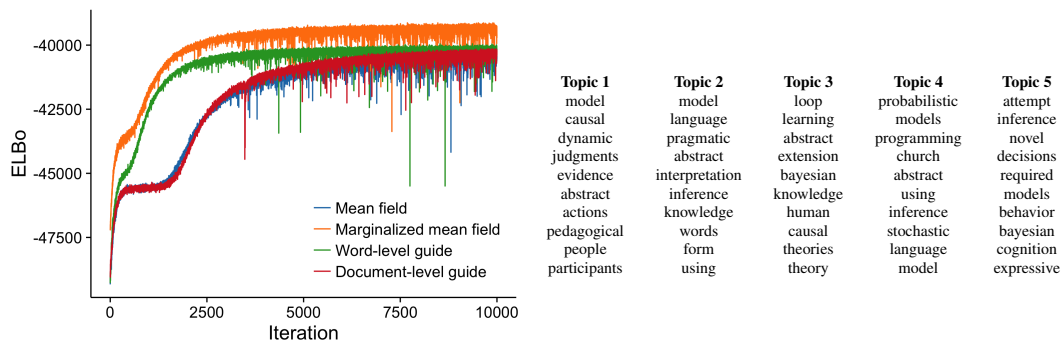 -40000
-42500
-45000
-47500
ELBo
0
2500
5000
7500
10000
Iteration
Mean field
Marginalized mean field
Word-level guide
Document-level guide
Topic 1 Topic 2 Topic 3 Topic 4 Topic 5
model model loop probabilistic attempt
causal language learning models inference
dynamic pragmatic abstract programming novel
judgments abstract extension church decisions
evidence interpretation bayesian abstract required
abstract inference knowledge using models
actions knowledge human inference behavior
pedagogical words causal stochastic bayesian
people form theories language cognition
participants using theory model expressive